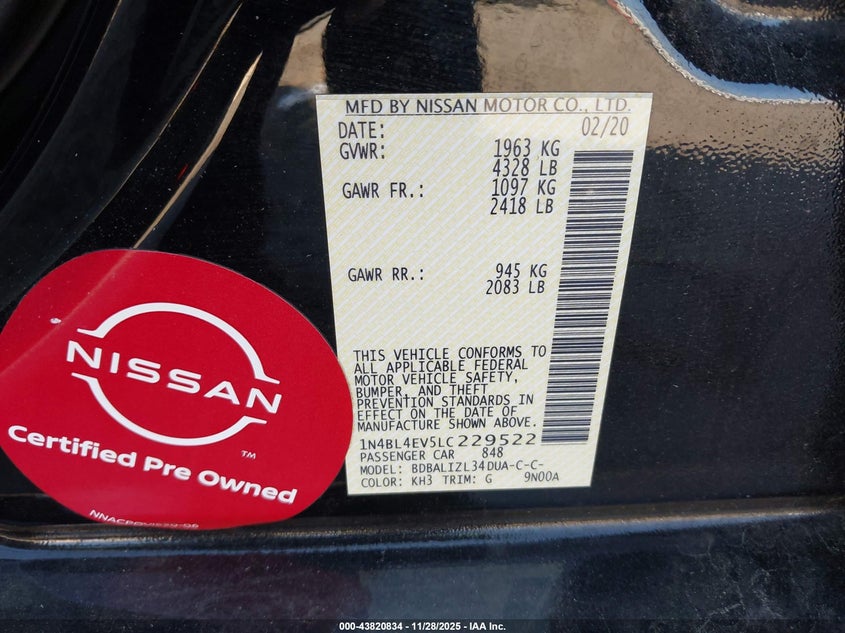 MFD BY NISSAN MOTOR CO., LTD.
DATE: 02/20
GVWR: 1963 KG
4328 LB
GAWR FR.: 1097 KG
2418 LB
GAWR RR.: 945 KG
2083 LB
THIS VEHICLE CONFORMS TO
ALL APPLICABLE FEDERAL
MOTOR VEHICLE SAFETY,
BUMPER, AND THEFT
PREVENTION STANDARDS IN
EFFECT ON THE DATE OF
MANUFACTURE SHOWN ABOVE.
1N4BL4EV5LC229522
PASSENGER CAR 848
MODEL: BDBALIZL34DUA-C-C-
COLOR: KH3 TRIM: G 9N00A
NISSAN
Certified Pre Owned
000-43820834 - 11/28/2025 - IAA Inc.